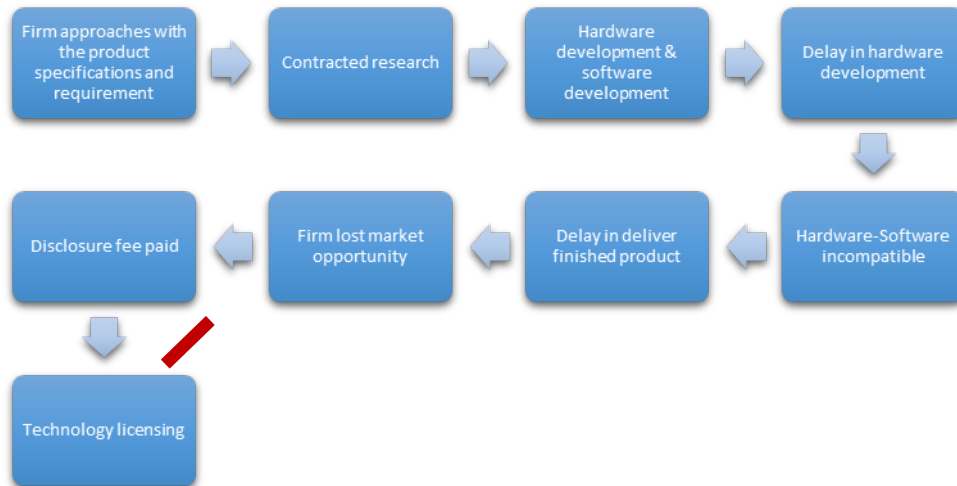 Firm approaches with
the product
specifications and
requirement
Contracted research
Hardware
development &
software
development
Delay in hardware
development
Hardware-Software
incompatible
Delay in deliver
finished product
Firm lost market
opportunity
Disclosure fee paid
Technology licensing